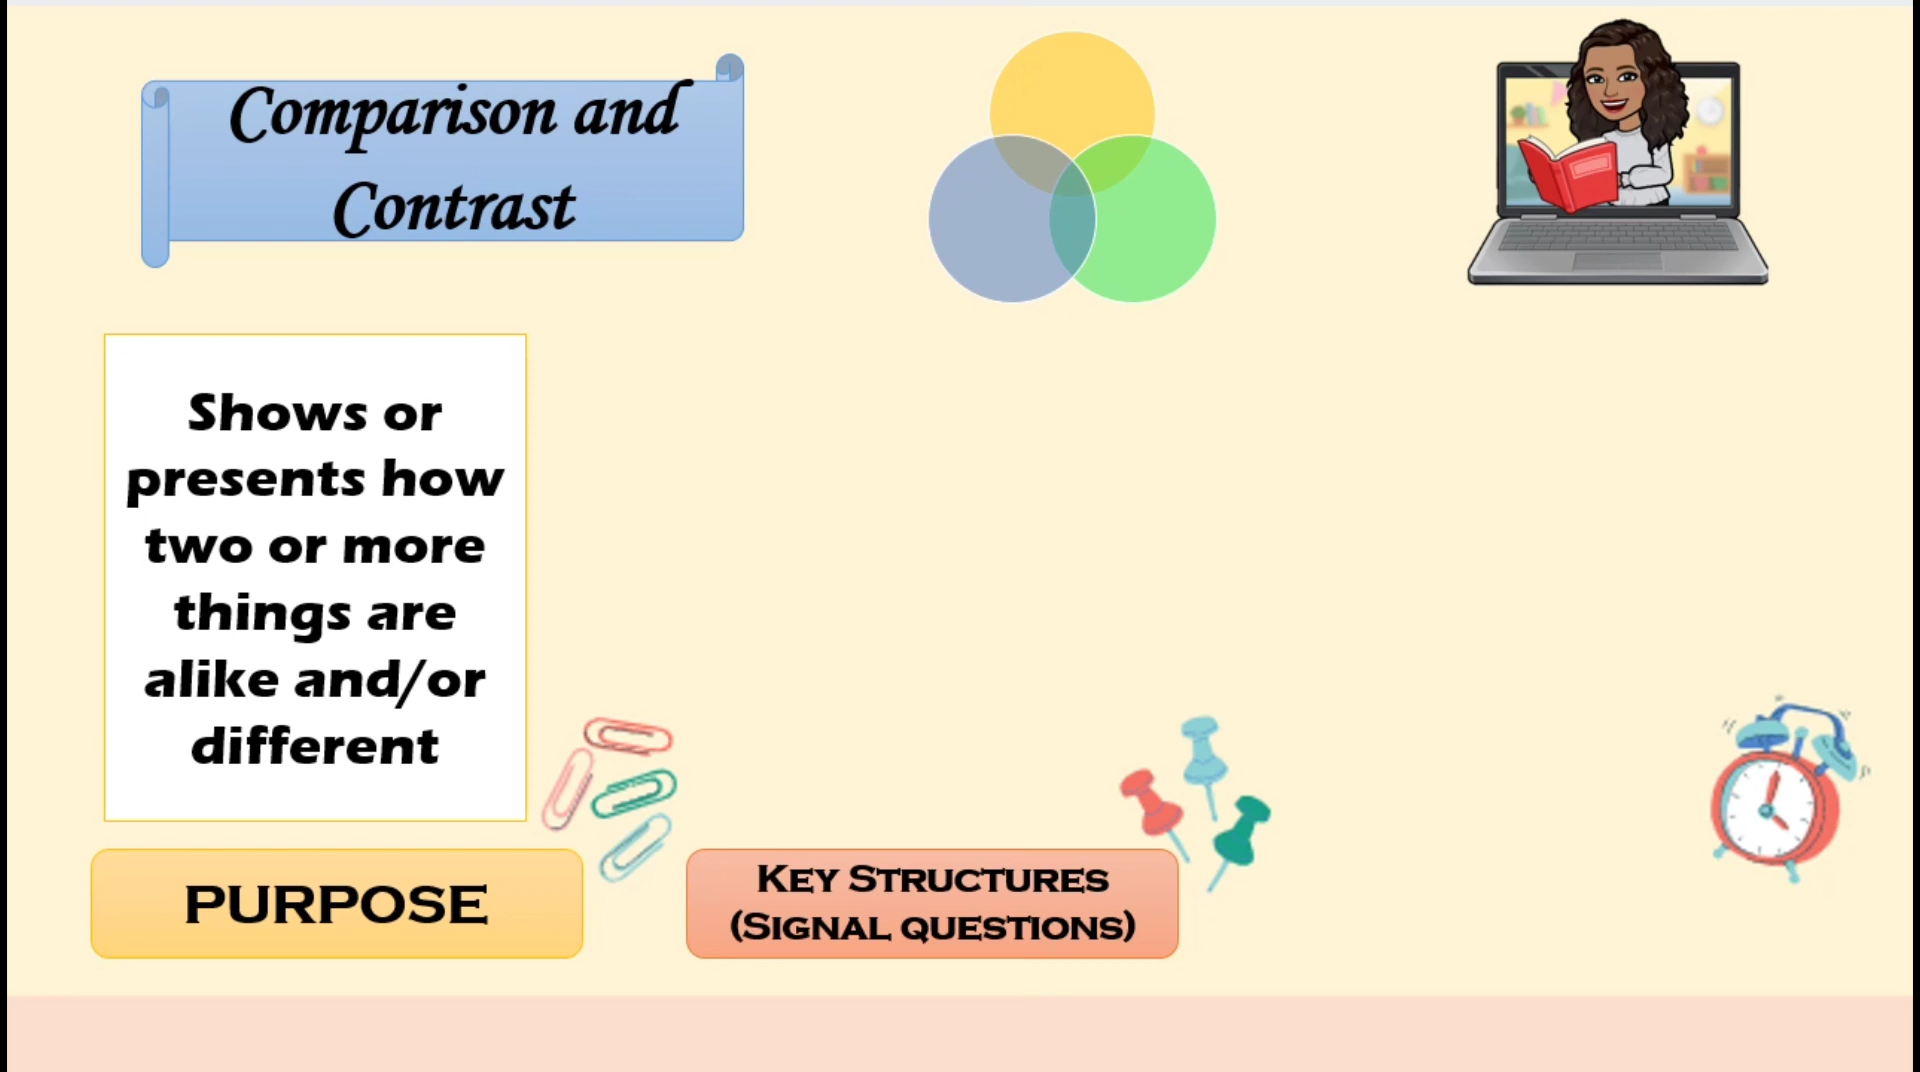 Comparison and
Contrast
Shows or
presents how
two or more
things are
alike and/or
different
PURPOSE
KEY STRUCTURES
(SIGNAL QUESTIONS)